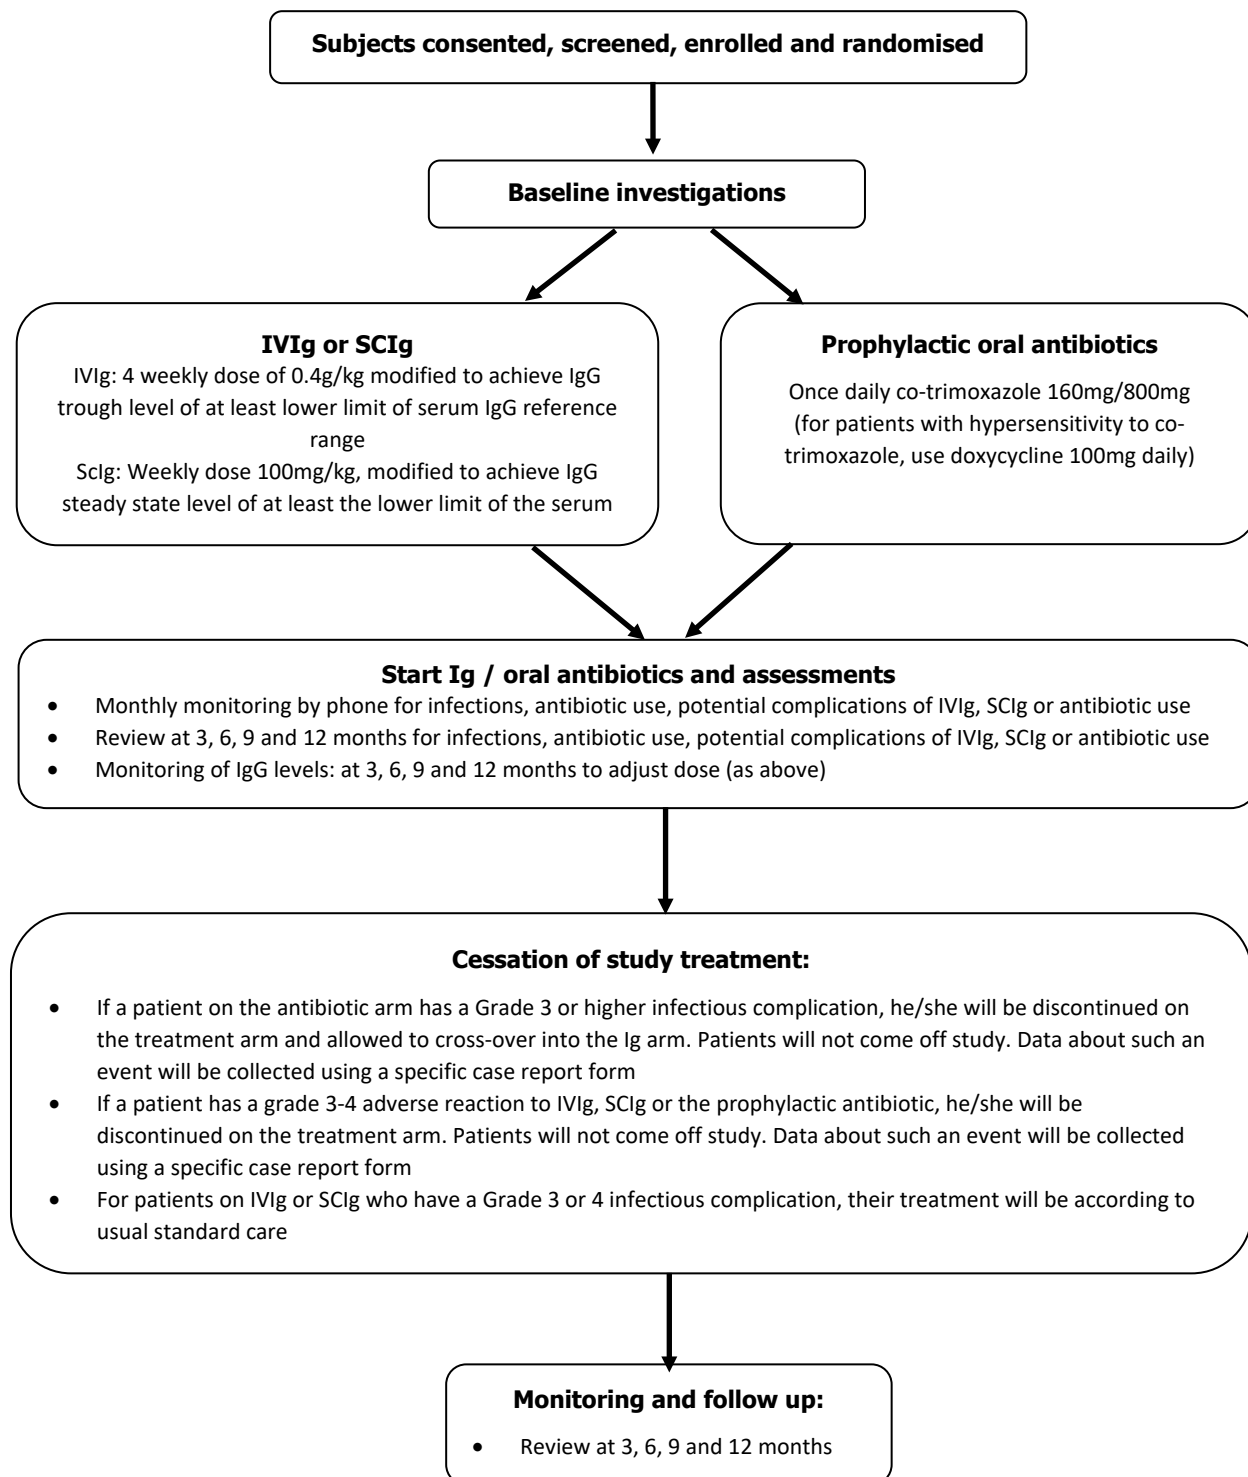 Subjects consented, screened, enrolled and randomised
Baseline investigations
IVIg or SCIg
IVIg: 4 weekly dose of 0.4g/kg modified to achieve IgG
trough level of at least lower limit of serum IgG reference
range
ScIg: Weekly dose 100mg/kg, modified to achieve IgG
steady state level of at least the lower limit of the serum
Prophylactic oral antibiotics
Once daily co-trimoxazole 160mg/800mg
(for patients with hypersensitivity to co-
trimoxazole, use doxycycline 100mg daily)
Start Ig / oral antibiotics and assessments
• Monthly monitoring by phone for infections, antibiotic use, potential complications of IVIg, SCIg or antibiotic use
• Review at 3, 6, 9 and 12 months for infections, antibiotic use, potential complications of IVIg, SCIg or antibiotic use
• Monitoring of IgG levels: at 3, 6, 9 and 12 months to adjust dose (as above)
Cessation of study treatment:
• If a patient on the antibiotic arm has a Grade 3 or higher infectious complication, he/she will be discontinued on
the treatment arm and allowed to cross-over into the Ig arm. Patients will not come off study. Data about such an
event will be collected using a specific case report form
• If a patient has a grade 3-4 adverse reaction to IVIg, SCIg or the prophylactic antibiotic, he/she will be
discontinued on the treatment arm. Patients will not come off study. Data about such an event will be collected
using a specific case report form
• For patients on IVIg or SCIg who have a Grade 3 or 4 infectious complication, their treatment will be according to
usual standard care
Monitoring and follow up:
• Review at 3, 6, 9 and 12 months